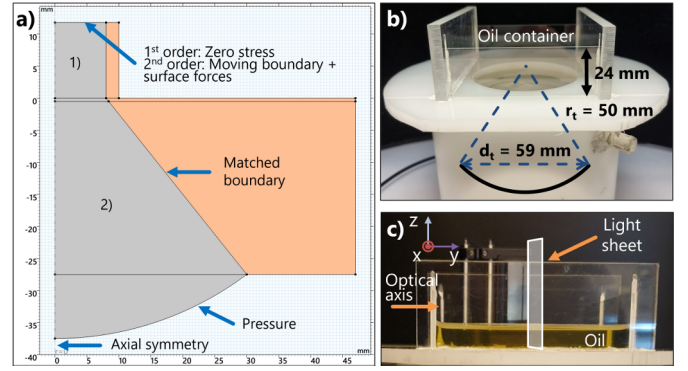 a)
mm
10
5
0
-5
-10
-15
-20
-25
-30
-35
-40
1)
1st order: Zero stress
2nd order: Moving boundary +
surface forces
Matched
boundary
2)
Pressure
Axial symmetry
r=0
0
5
10
15
20
25
30
35
40
45
mm
b)
Oil container
24 mm
rt = 50 mm
dt = 59 mm
c)
z
x
y
Light
sheet
Optical
axis
Oil